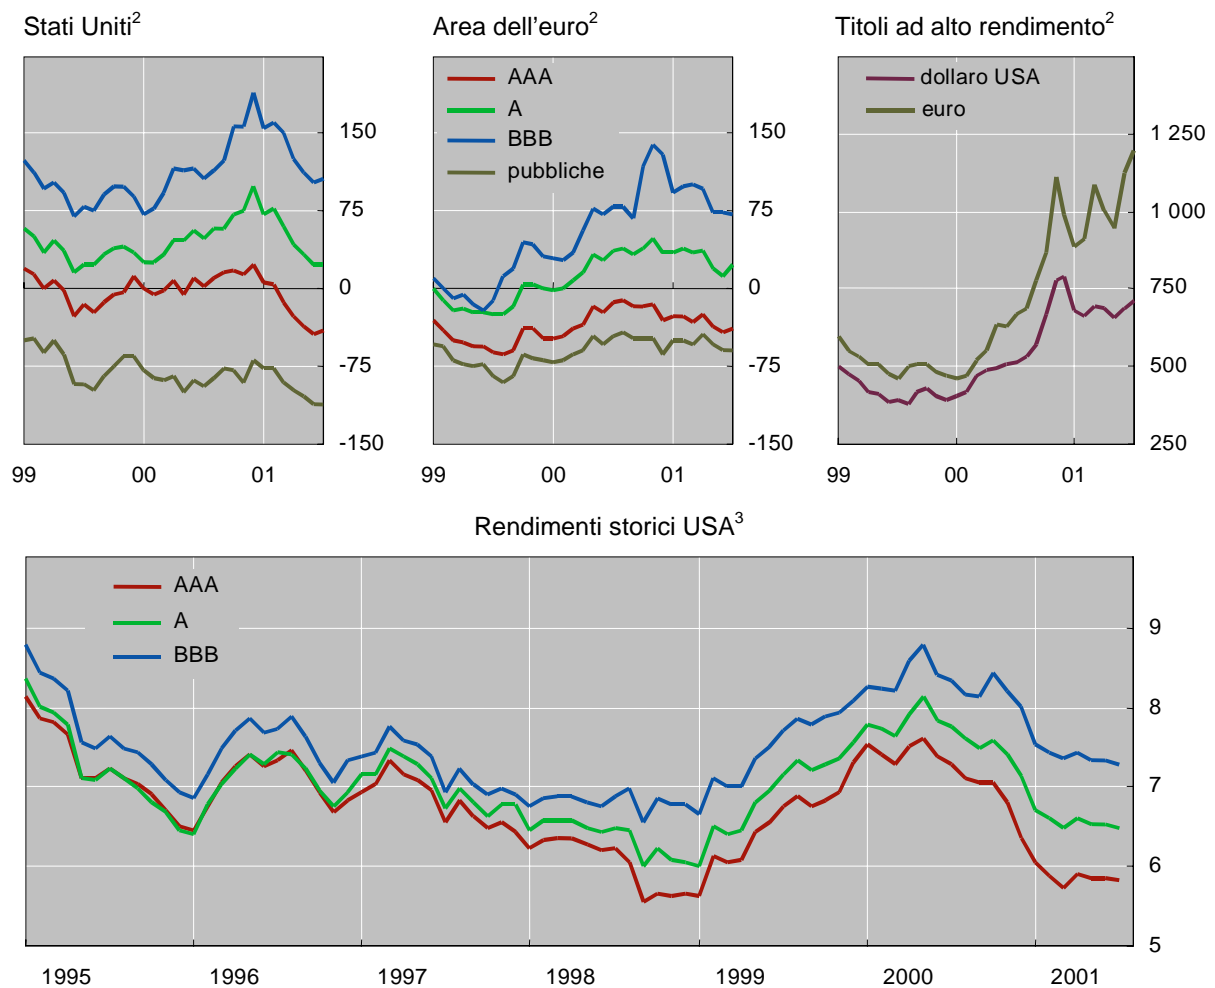 Stati Uniti²
Area dell'euro²
Titoli ad alto rendimento²
150
75
0
-75
-150
99 00 01
AAA
A
BBB
pubbliche
150
75
0
-75
-150
99 00 01
dollaro USA
euro
1 250
1 000
750
500
250
99 00 01
Rendimenti storici USA³
AAA
A
BBB
9
8
7
6
5
1995 1996 1997 1998 1999 2000 2001